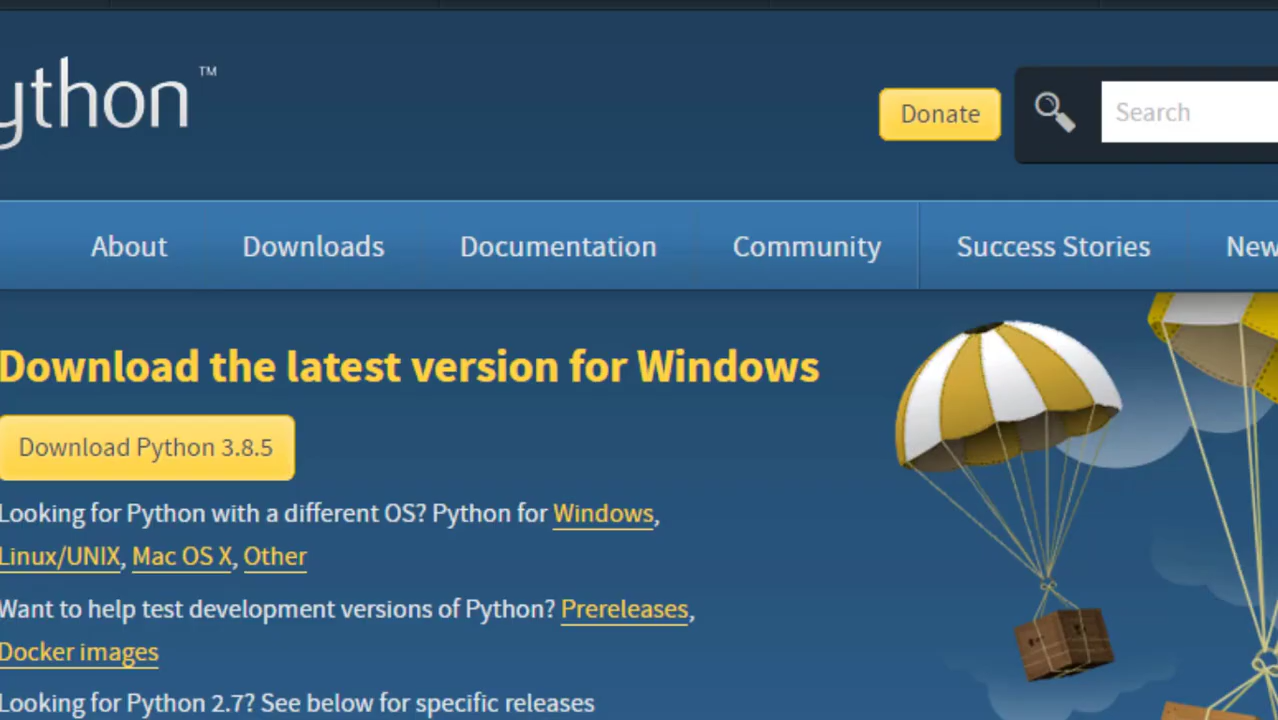 ython™
Donate
Search
About Downloads Documentation Community Success Stories New
Download the latest version for Windows
Download Python 3.8.5
Looking for Python with a different OS? Python for Windows,
Linux/UNIX, Mac OS X, Other
Want to help test development versions of Python? Prereleases,
Docker images
Looking for Python 2.7? See below for specific releases